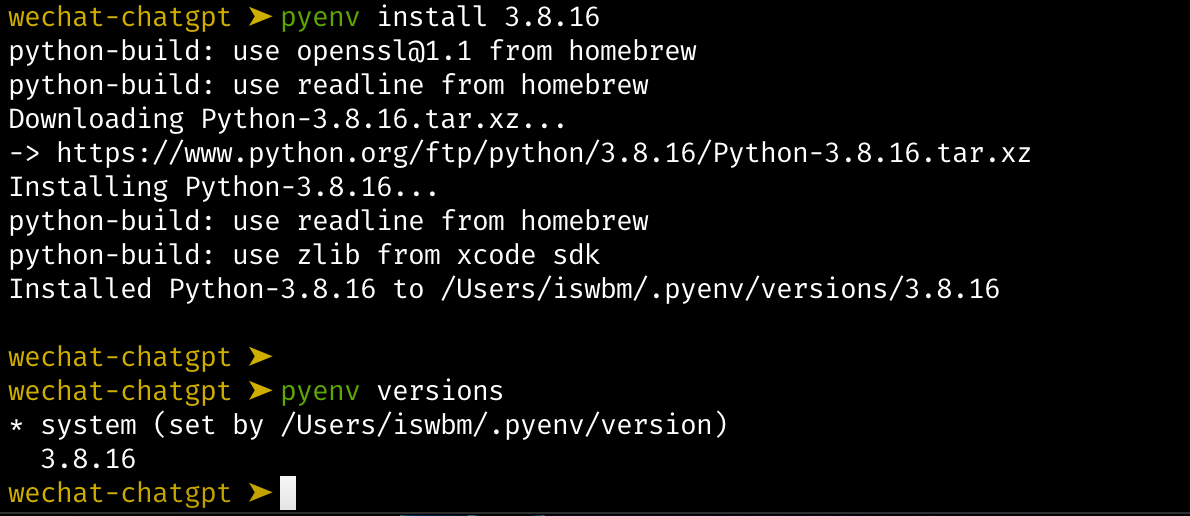 wechat-chatgpt ➤ pyenv install 3.8.16
python-build: use openssl@1.1 from homebrew
python-build: use readline from homebrew
Downloading Python-3.8.16.tar.xz...
-> https://www.python.org/ftp/python/3.8.16/Python-3.8.16.tar.xz
Installing Python-3.8.16...
python-build: use readline from homebrew
python-build: use zlib from xcode sdk
Installed Python-3.8.16 to /Users/iswbm/.pyenv/versions/3.8.16
wechat-chatgpt ➤
wechat-chatgpt ➤ pyenv versions
* system (set by /Users/iswbm/.pyenv/version)
  3.8.16
wechat-chatgpt ➤